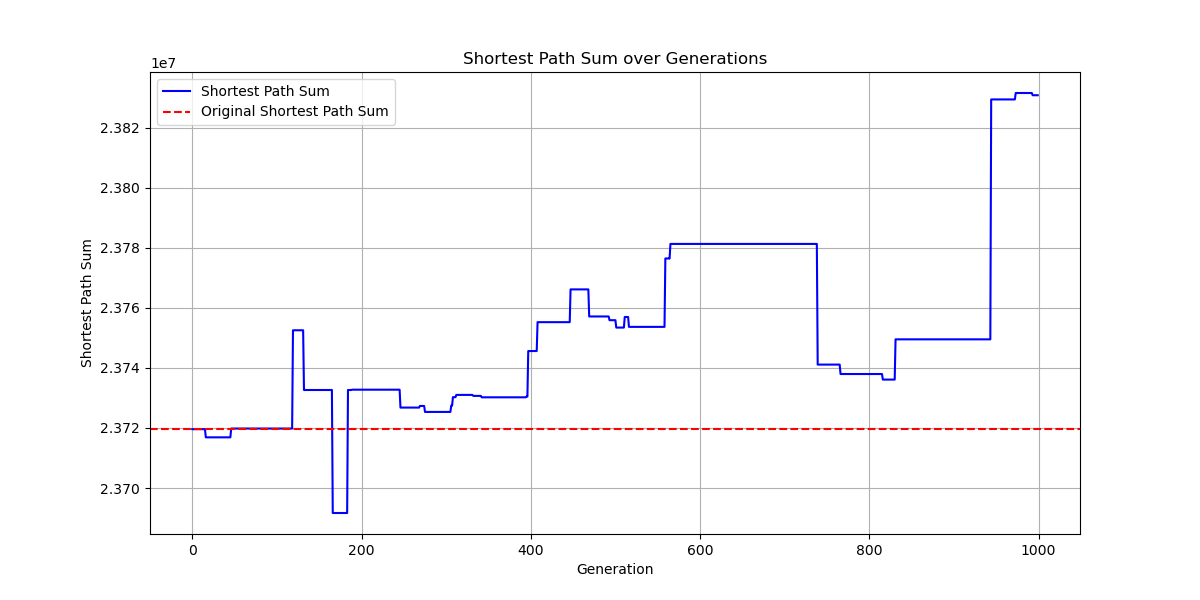 Shortest Path Sum over Generations
1e7
Shortest Path Sum
Original Shortest Path Sum
2.382
2.380
2.378
2.376
2.374
2.372
2.370
Shortest Path Sum
0 200 400 600 800 1000
Generation